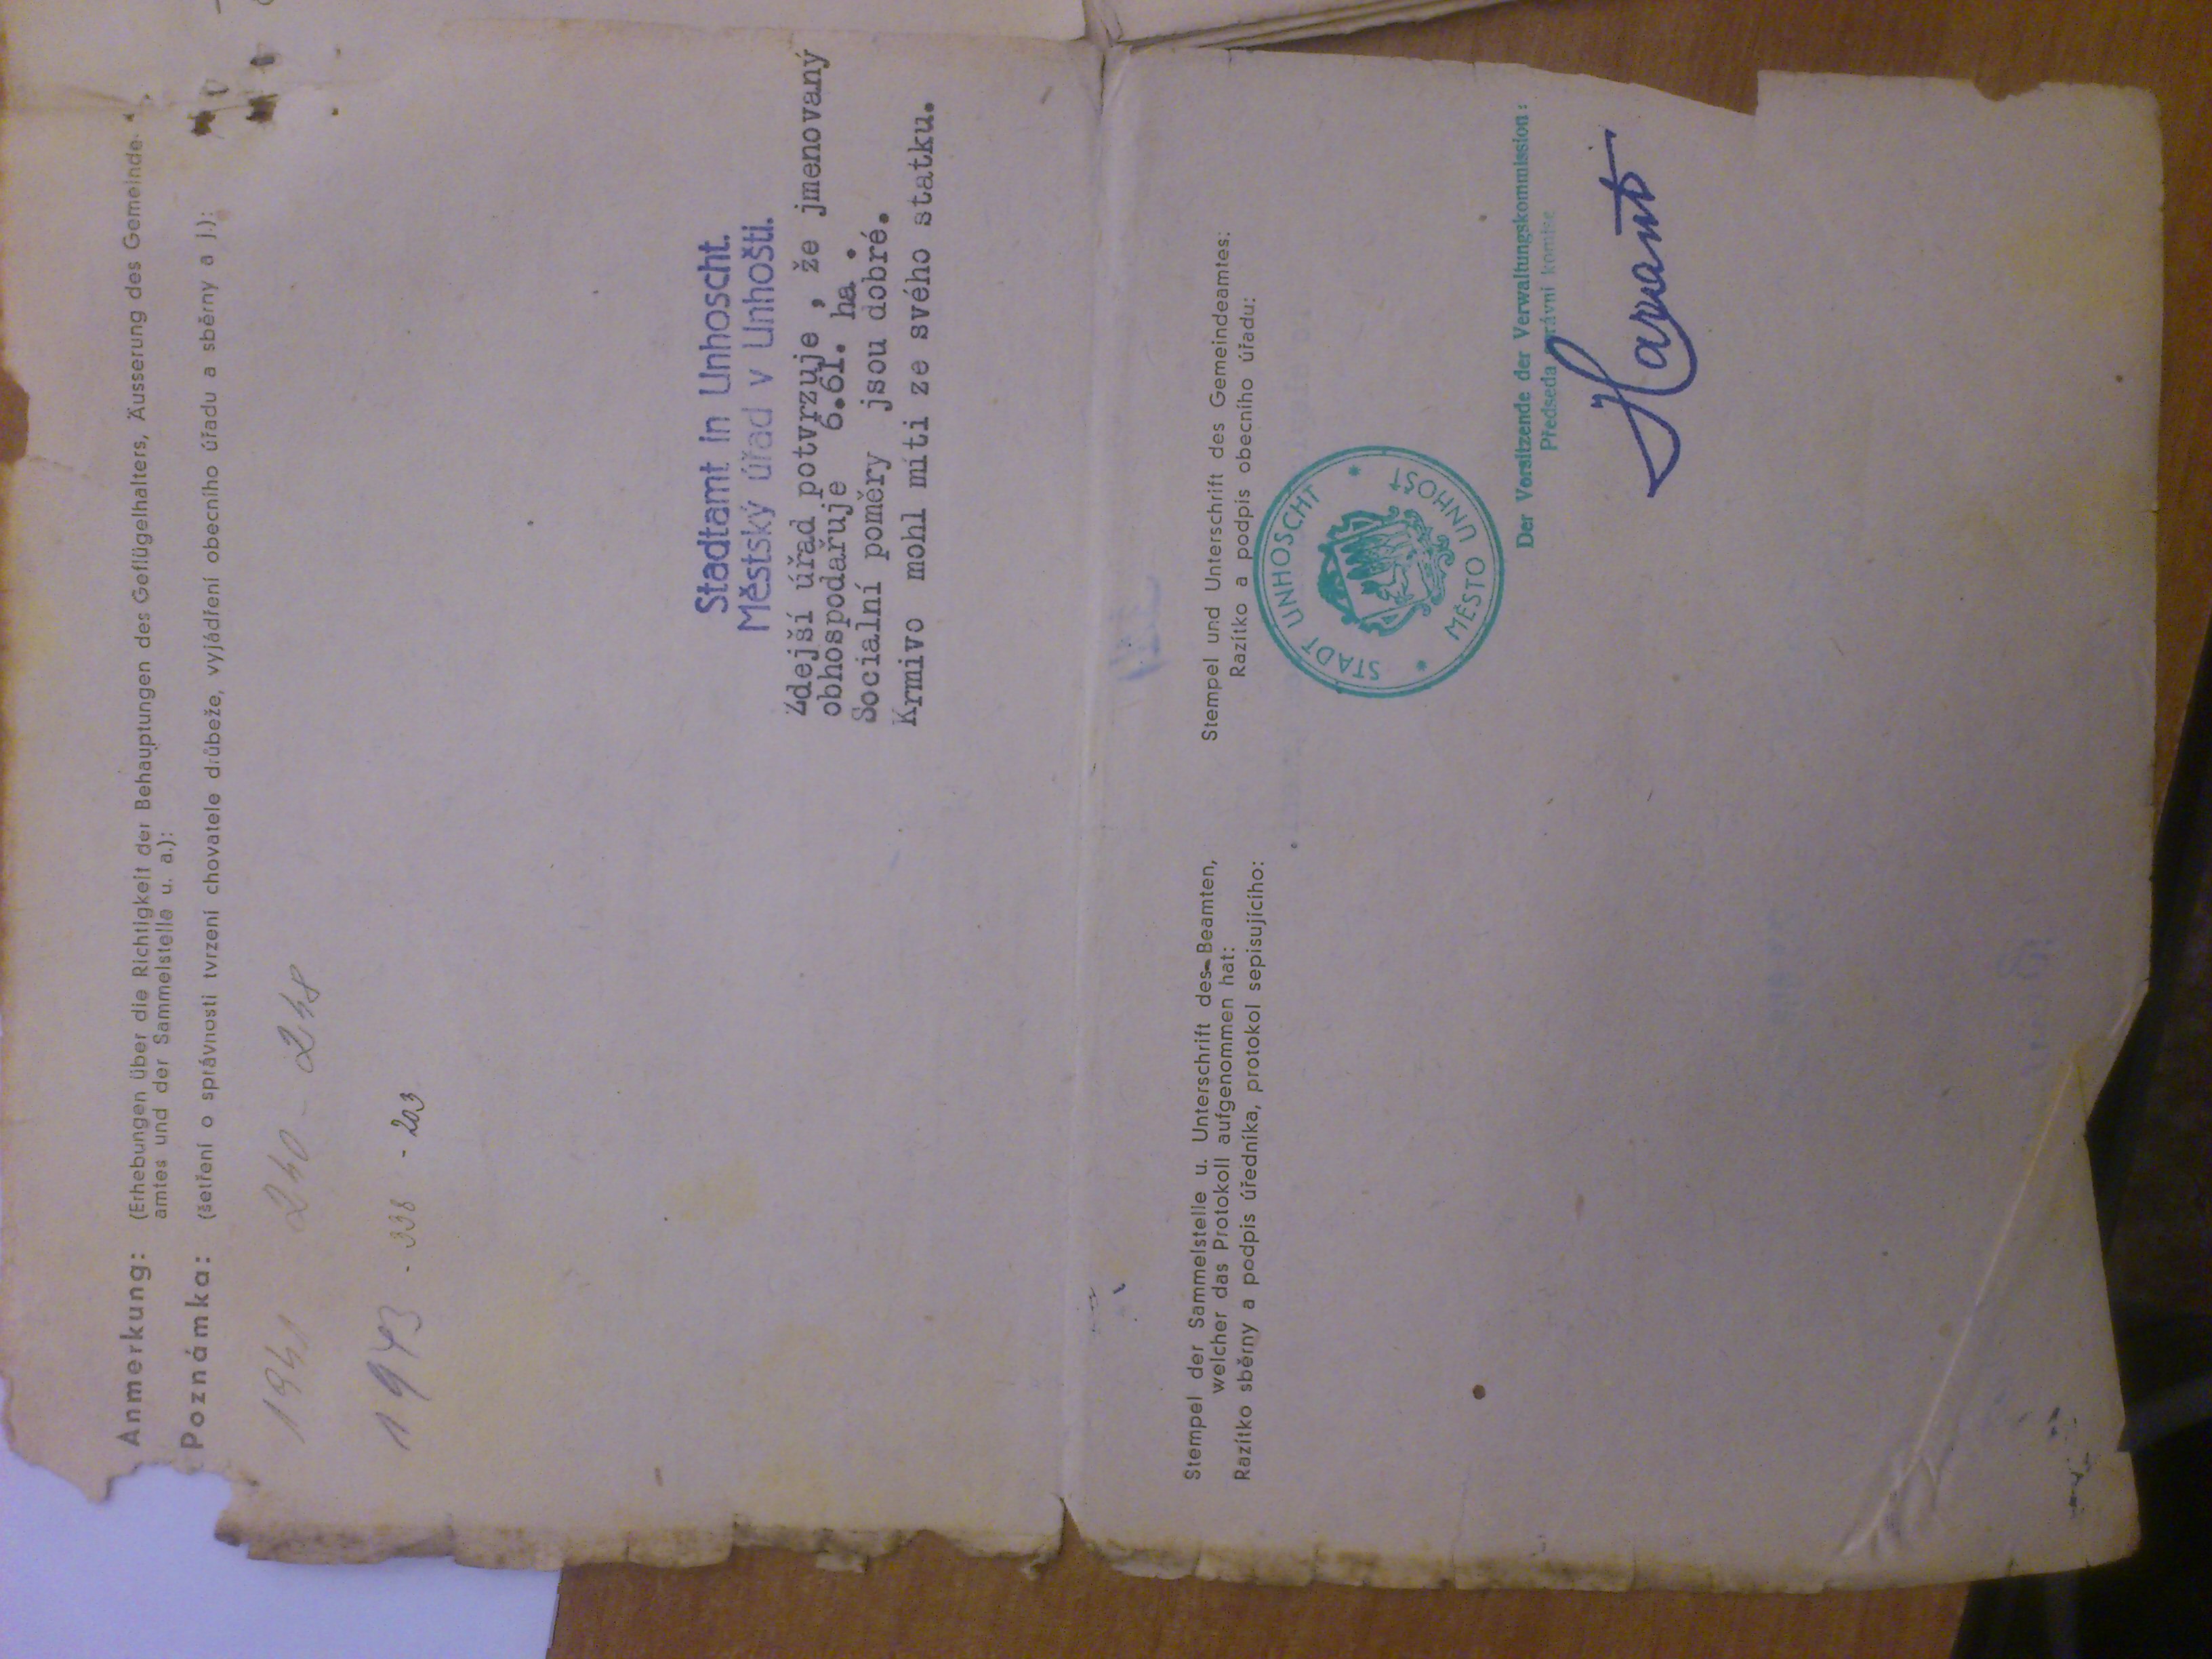 Anmerkung: (Erhebungen über die Richtigkeit der Behauptungen des Geflügelhalters, Äusserung des Gemeinde-
amtes und der Sammelstelle u. a.):
Poznámka: (šetření o správnosti tvrzení chovatele drůbeže, vyjádření obecního úřadu a sběrny a j.):
1941 240 - 248
1943 - 338 - 203
Stadtamt in Unhoscht.
Městský úřad v Unhošti.
Zdejší úřad potvrzuje , že jmenovaný
obhospodařuje 6.61. ha .
Socialní poměry jsou dobré.
Krmivo mohl míti ze svého statku.
Stempel der Sammelstelle u. Unterschrift des Beamten,
welcher das Protokoll aufgenommen hat:
Razítko sběrny a podpis úředníka, protokol sepisujícího:
Stempel und Unterschrift des Gemeindeamtes:
Razítko a podpis obecního úřadu:
STADT UNHOSCHT
MĚSTO UNHOŠŤ
Der Vorsitzende der Verwaltungskommission:
Předseda správní komise
Harant